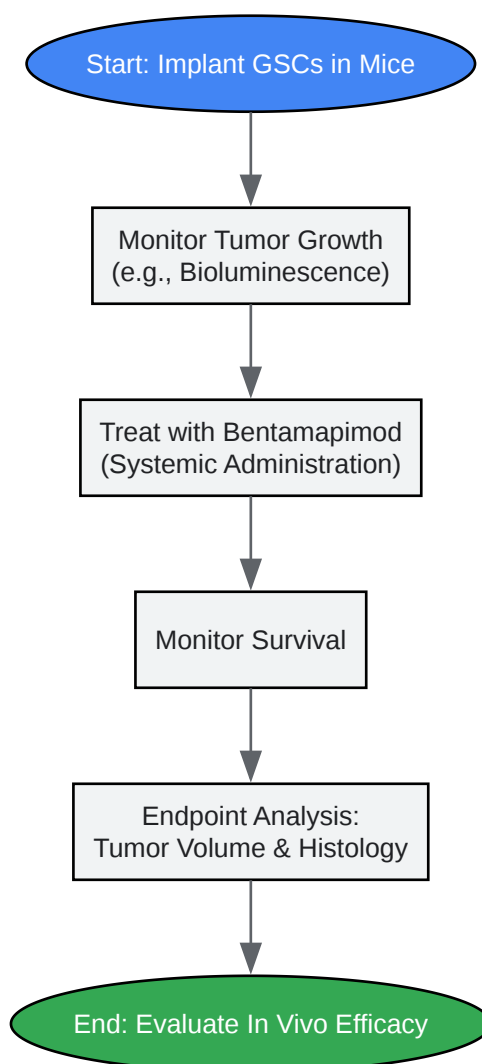 Start: Implant GSCs in Mice
Monitor Tumor Growth
(e.g., Bioluminescence)
Treat with Bentamapimod
(Systemic Administration)
Monitor Survival
Endpoint Analysis:
Tumor Volume & Histology
End: Evaluate In Vivo Efficacy